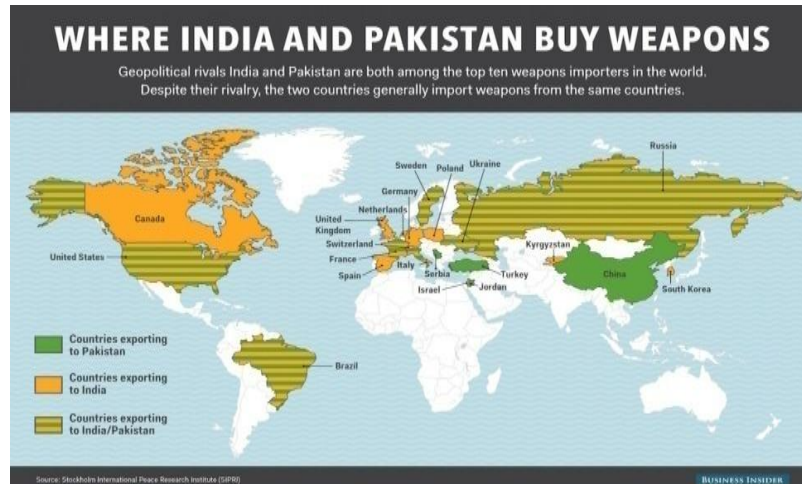 WHERE INDIA AND PAKISTAN BUY WEAPONS
Geopolitical rivals India and Pakistan are both among the top ten weapons importers in the world.
Despite their rivalry, the two countries generally import weapons from the same countries.
Russia
Sweden
Poland
Ukraine
Germany
Netherlands
Canada
United
Kingdom
Switzerland
Kyrgyzstan
United States
France
Italy
Serbia
Turkey
China
Spain
Israel
Jordan
South Korea
Countries exporting
to Pakistan
Countries exporting
to India
Brazil
Countries exporting
to India/Pakistan
Source: Stockholm International Peace Research Institute (SIPRI)
BUSINESS INSIDER